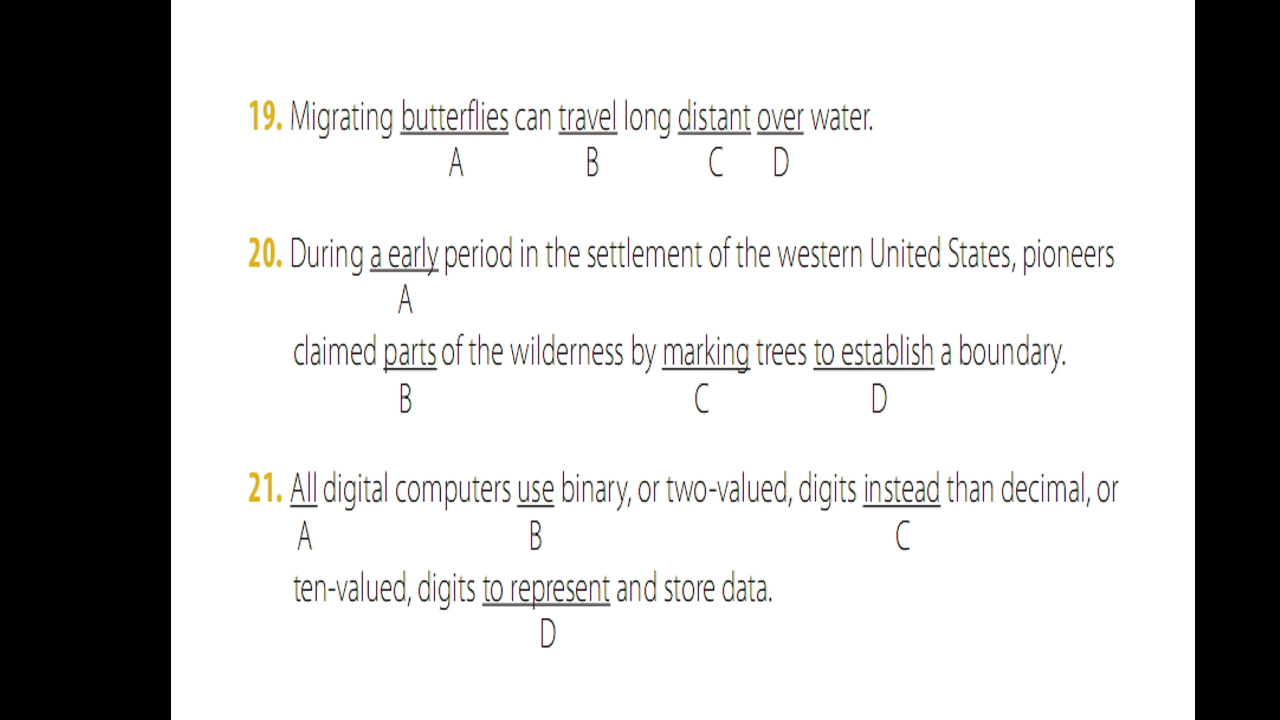 19. Migrating butterflies can travel long distant over water.
A B C D
20. During a early period in the settlement of the western United States, pioneers
A
claimed parts of the wilderness by marking trees to establish a boundary.
B C D
21. All digital computers use binary, or two-valued, digits instead than decimal, or
A B C
ten-valued, digits to represent and store data.
D